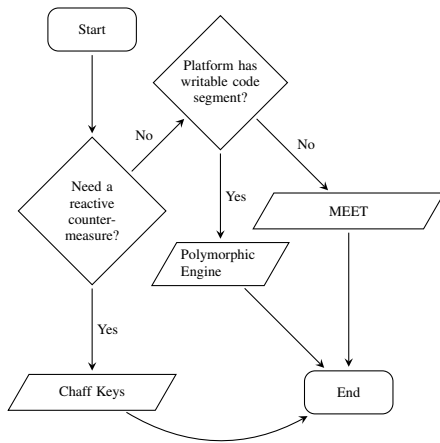 Start
Platform has
writable code
segment?
No
No
Need a
reactive
counter-
measure?
Yes
MEET
Polymorphic
Engine
Yes
Chaff Keys
End